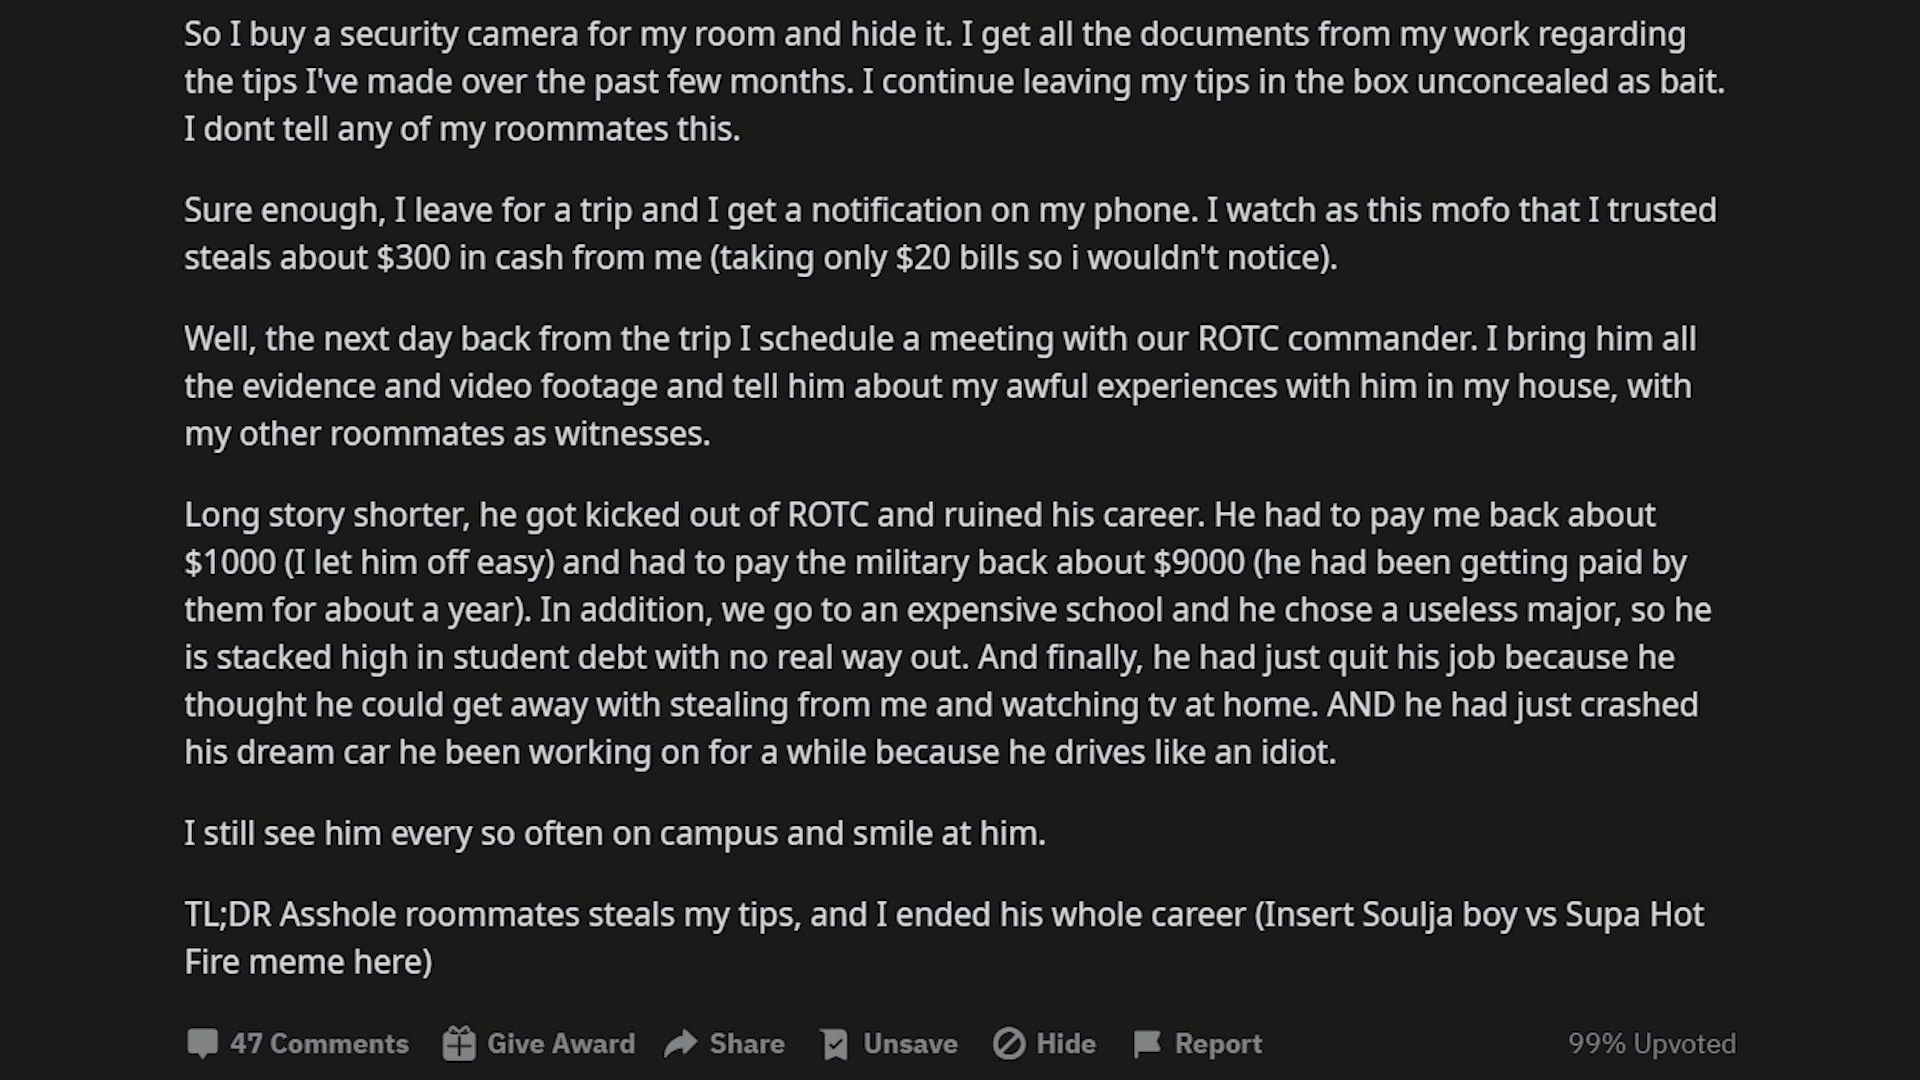 So I buy a security camera for my room and hide it. I get all the documents from my work regarding
the tips I've made over the past few months. I continue leaving my tips in the box unconcealed as bait.
I dont tell any of my roommates this.
Sure enough, I leave for a trip and I get a notification on my phone. I watch as this mofo that I trusted
steals about $300 in cash from me (taking only $20 bills so i wouldn't notice).
Well, the next day back from the trip I schedule a meeting with our ROTC commander. I bring him all
the evidence and video footage and tell him about my awful experiences with him in my house, with
my other roommates as witnesses.
Long story shorter, he got kicked out of ROTC and ruined his career. He had to pay me back about
$1000 (I let him off easy) and had to pay the military back about $9000 (he had been getting paid by
them for about a year). In addition, we go to an expensive school and he chose a useless major, so he
is stacked high in student debt with no real way out. And finally, he had just quit his job because he
thought he could get away with stealing from me and watching tv at home. AND he had just crashed
his dream car he been working on for a while because he drives like an idiot.
I still see him every so often on campus and smile at him.
TL;DR Asshole roommates steals my tips, and I ended his whole career (Insert Soulja boy vs Supa Hot
Fire meme here)
47 Comments Give Award Share Unsave Hide Report 99% Upvoted